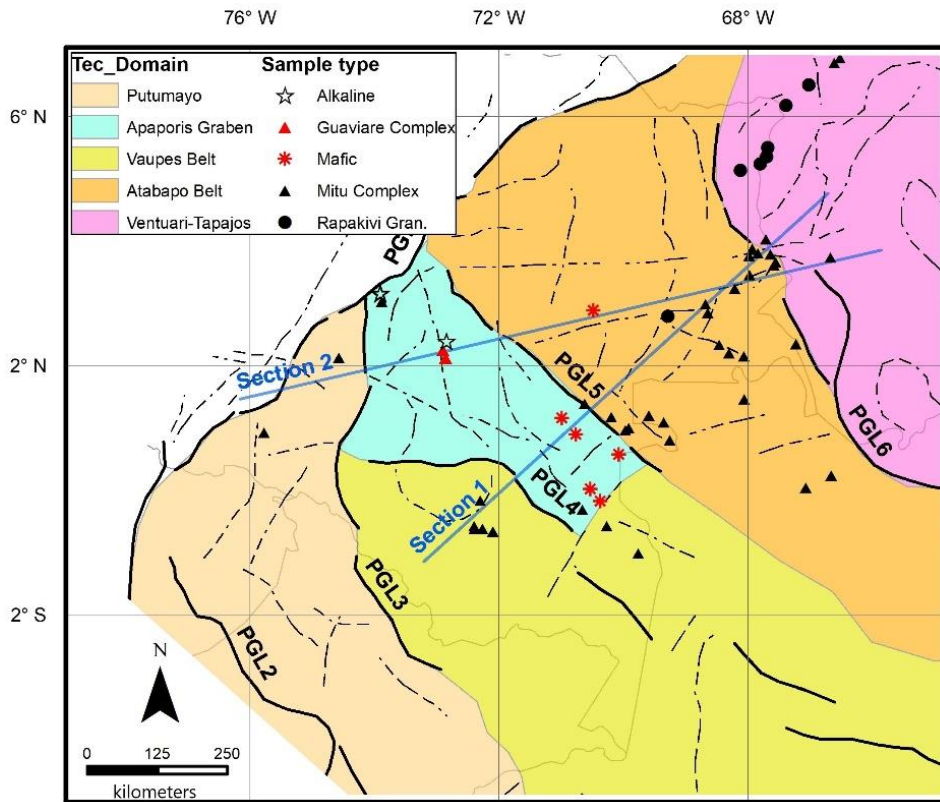 76° W 72° W 68° W
Tec_Domain Sample type
Putumayo Alkaline
Apaporis Graben Guaviare Complex
Vaupes Belt Mafic
Atabapo Belt Mitu Complex
Ventuari-Tapajos Rapakivi Gran.
6° N
2° N
2° S
Section 2
PGL5
PGL6
PGL4
Section 1
PGL3
PGL2
N
0 125 250
kilometers